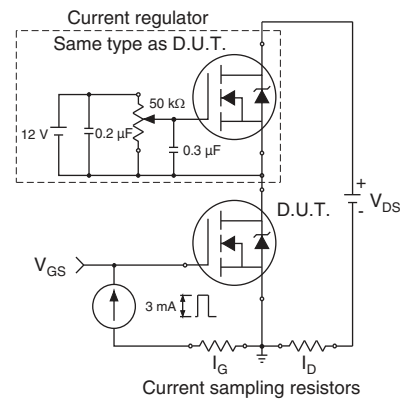 Current regulator
Same type as D.U.T.
50 kΩ
12 V
0.2 µF
0.3 µF
D.U.T.
+
VDS
-
VGS
3 mA
IG
ID
Current sampling resistors